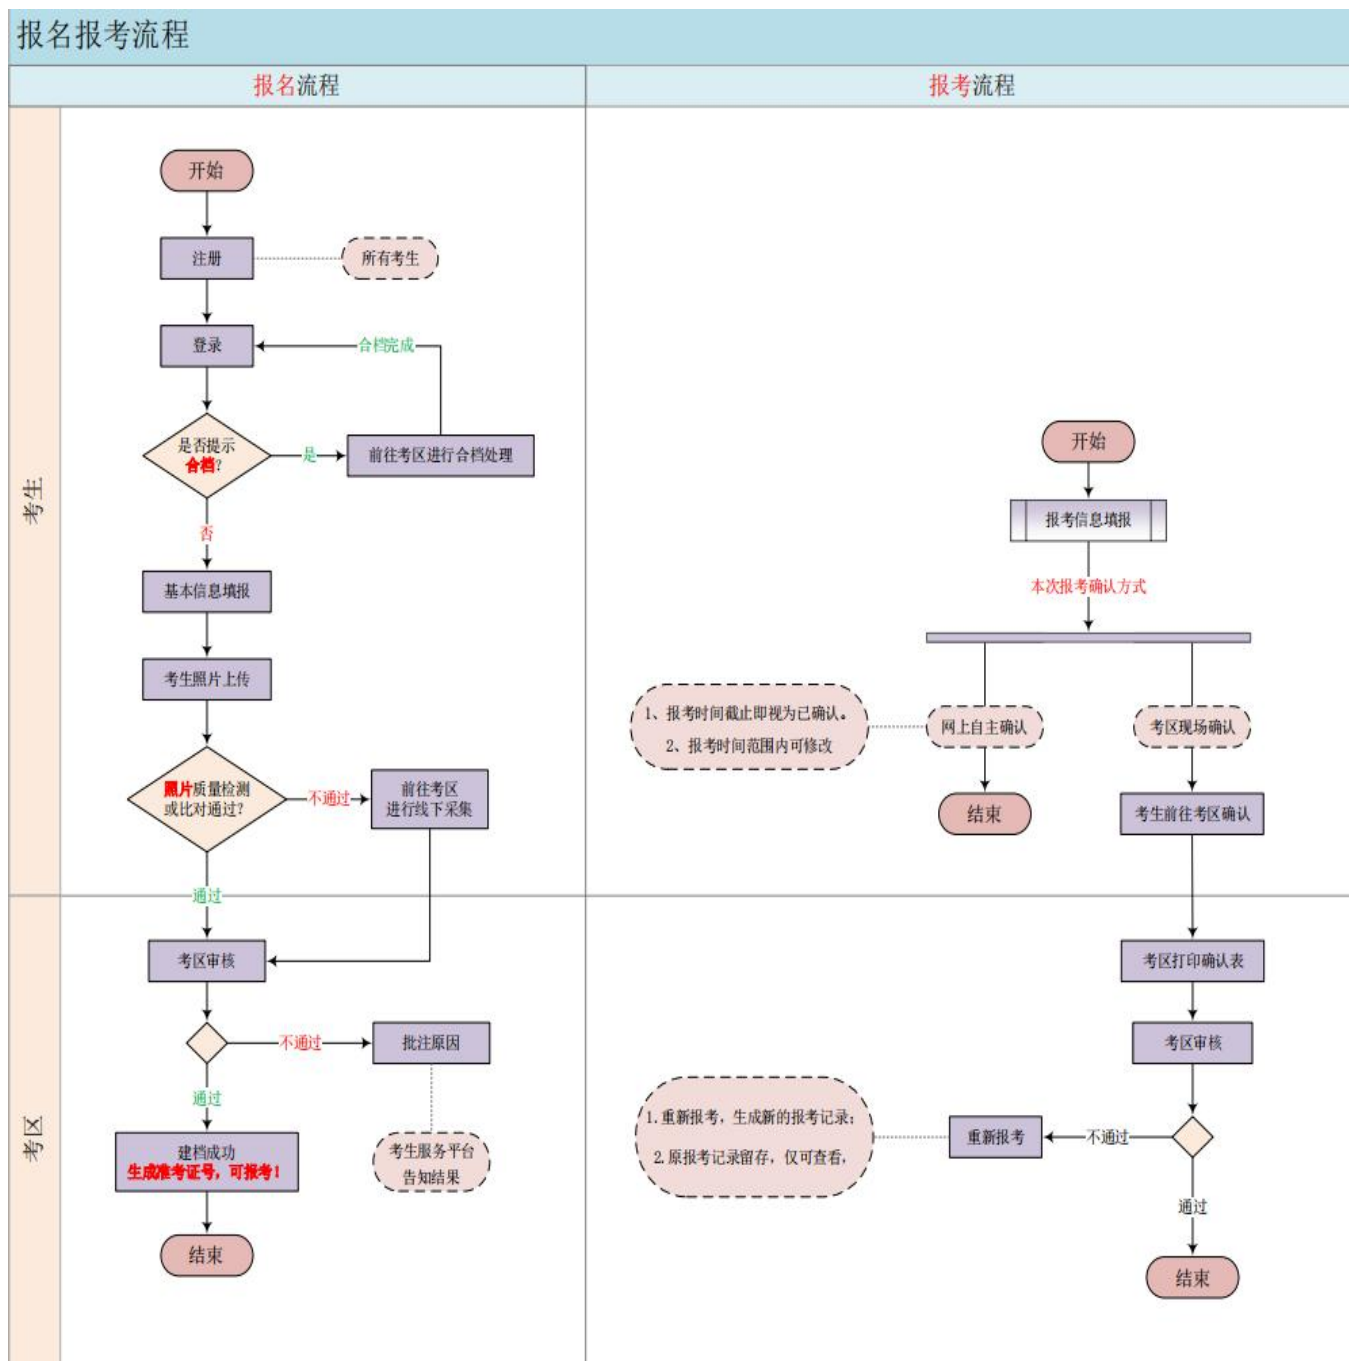 报名报考流程
报名流程
报考流程
考生
开始
注册
所有考生
登录
合档完成
是否提示
合档?
是
前往考区进行合档处理
否
基本信息填报
考生照片上传
照片质量检测
或比对通过?
不通过
前往考区
进行线下采集
通过
开始
报考信息填报
本次报考确认方式
1、报考时间截止即视为已确认。
2、报考时间范围内可修改
网上自主确认
考区现场确认
结束
考生前往考区确认
考区
考区审核
不通过
批注原因
通过
考生服务平台
告知结果
建档成功
生成准考证号，可报考！
结束
考区打印确认表
考区审核
1.重新报考，生成新的报考记录；
2.原报考记录留存，仅可查看，
重新报考
不通过
通过
结束